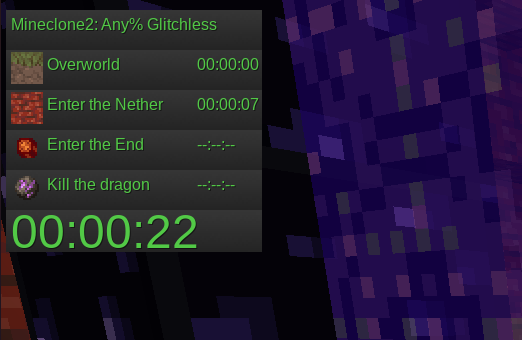 Mineclone2: Any% Glitchless
Overworld 00:00:00
Enter the Nether 00:00:07
Enter the End --:--:--
Kill the dragon --:--:--
00:00:22